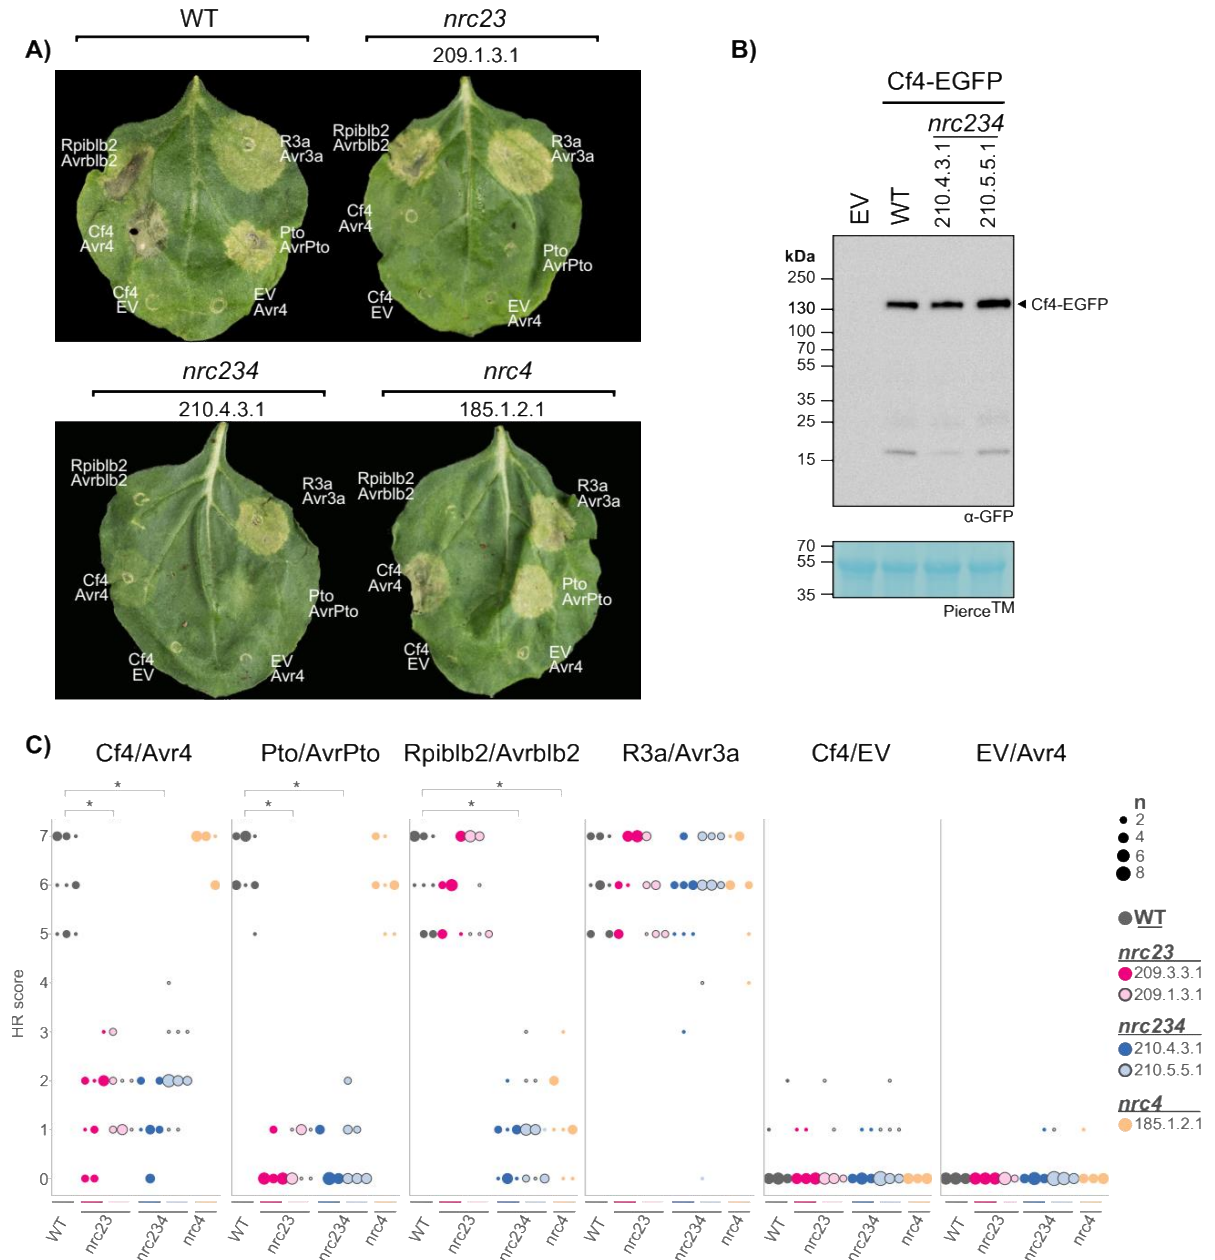 A)
WT
nrc23
209.1.3.1
Rpiblb2
Avrblb2
R3a
Avr3a
Cf4
Avr4
Pto
AvrPto
Cf4
EV
EV
Avr4
Rpiblb2
Avrblb2
R3a
Avr3a
Cf4
Avr4
Pto
AvrPto
Cf4
EV
EV
Avr4
nrc234
210.4.3.1
nrc4
185.1.2.1
Rpiblb2
Avrblb2
R3a
Avr3a
Cf4
Avr4
Pto
AvrPto
Cf4
EV
EV
Avr4
Rpiblb2
Avrblb2
R3a
Avr3a
Cf4
Avr4
Pto
AvrPto
Cf4
EV
EV
Avr4
B)
Cf4-EGFP
nrc234
EV
WT
210.4.3.1
210.5.5.1
kDa
250
130
100
70
55
35
25
15
Cf4-EGFP
α-GFP
70
55
35
Pierce™
C)
Cf4/Avr4
Pto/AvrPto
Rpiblb2/Avrblb2
R3a/Avr3a
Cf4/EV
EV/Avr4
* * * * * *
HR score
7
6
5
4
3
2
1
0
WT nrc23 nrc234 nrc4
WT nrc23 nrc234 nrc4
WT nrc23 nrc234 nrc4
WT nrc23 nrc234 nrc4
WT nrc23 nrc234 nrc4
WT nrc23 nrc234 nrc4
n
2
4
6
8
WT
nrc23
209.3.3.1
209.1.3.1
nrc234
210.4.3.1
210.5.5.1
nrc4
185.1.2.1